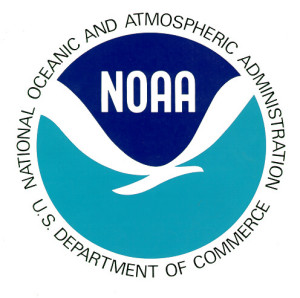 NATIONAL OCEANIC AND ATMOSPHERIC ADMINISTRATION
NOAA
U.S. DEPARTMENT OF COMMERCE